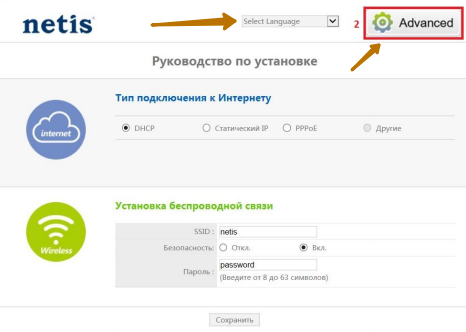 netis
Select Language
2
Advanced
Руководство по установке
internet
Тип подключения к Интернету
DHCP Статический IP PPPoE Другие
Wireless
Установка беспроводной связи
SSID : netis
Безопасность: Откл. Вкл.
Пароль : password
(Введите от 8 до 63 символов)
Сохранить